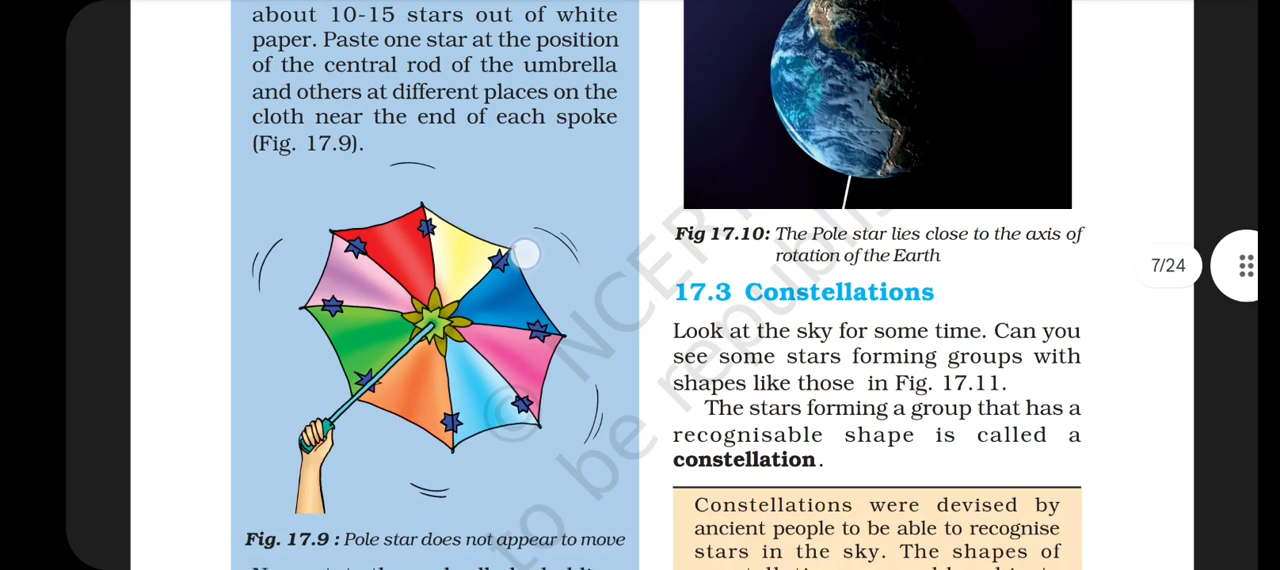 about 10-15 stars out of white
paper. Paste one star at the position
of the central rod of the umbrella
and others at different places on the
cloth near the end of each spoke
(Fig. 17.9).
Fig. 17.9 : Pole star does not appear to move
Fig 17.10: The Pole star lies close to the axis of
rotation of the Earth
17.3 Constellations
Look at the sky for some time. Can you
see some stars forming groups with
shapes like those in Fig. 17.11.
The stars forming a group that has a
recognisable shape is called a
constellation.
Constellations were devised by
ancient people to be able to recognise
stars in the sky. The shapes of
7/24
© NCERT
to be republis